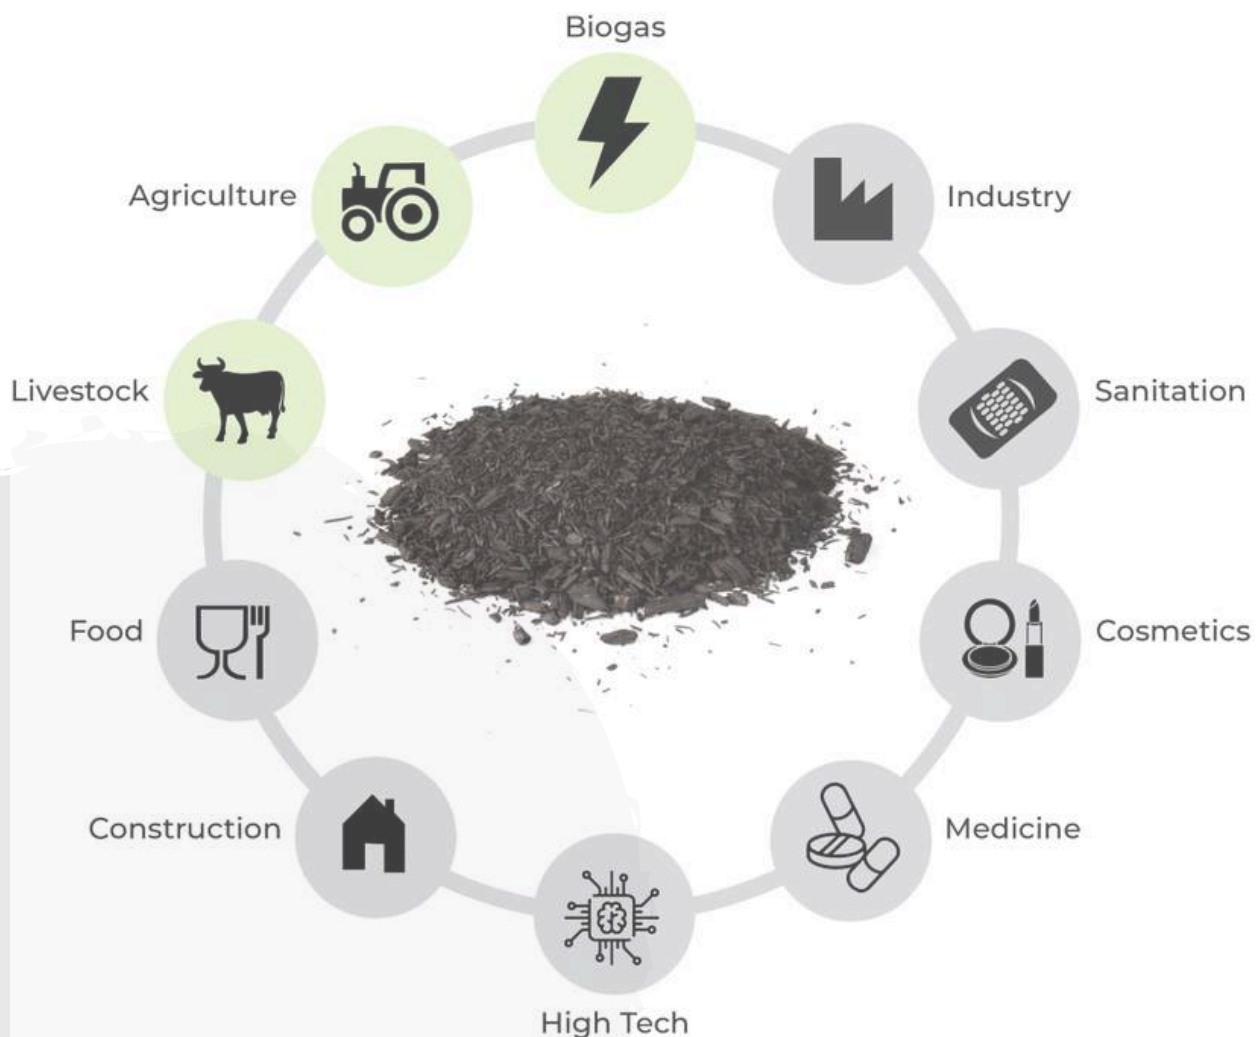 Biogas
Agriculture
Industry
Livestock
Sanitation
Food
Cosmetics
Construction
Medicine
High Tech